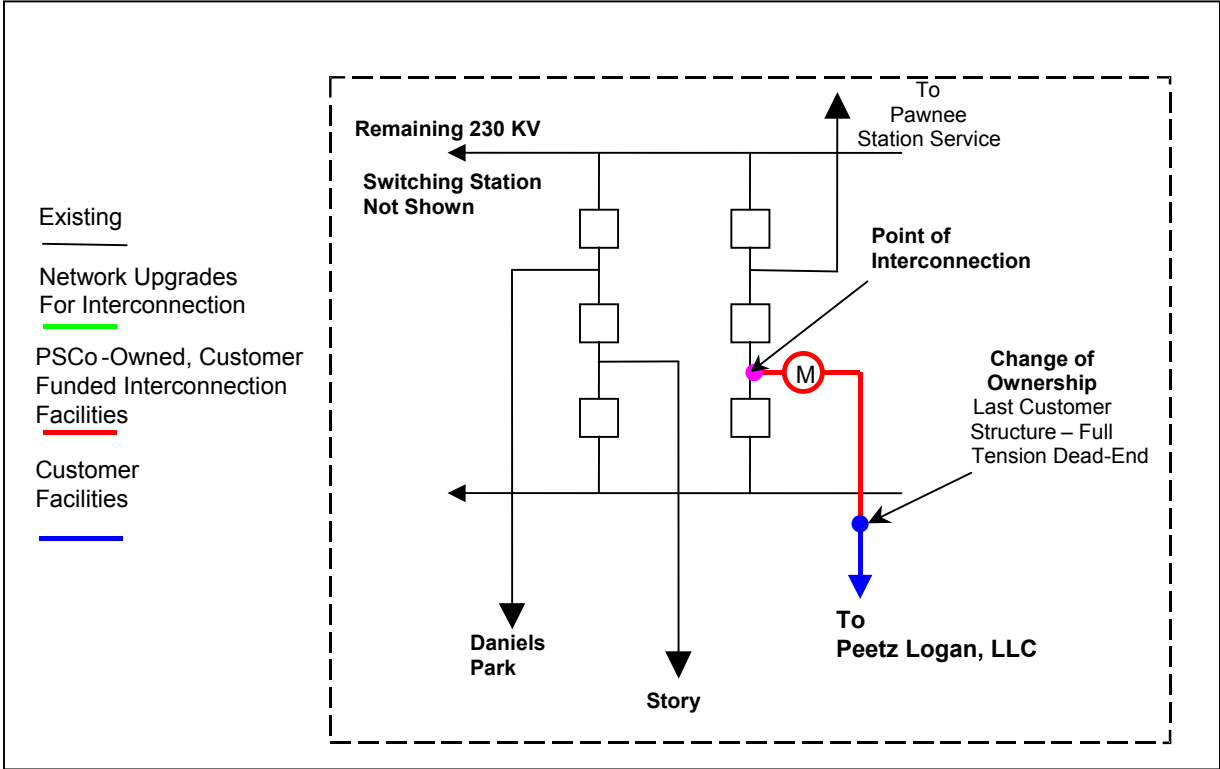 To
Pawnee
Station Service
Remaining 230 KV
Switching Station
Not Shown
Existing
Network Upgrades
For Interconnection
PSCo -Owned, Customer
Funded Interconnection
Facilities
Customer
Facilities
Point of
Interconnection
M
Change of
Ownership
Last Customer
Structure – Full
Tension Dead-End
To
Peetz Logan, LLC
Daniels
Park
Story